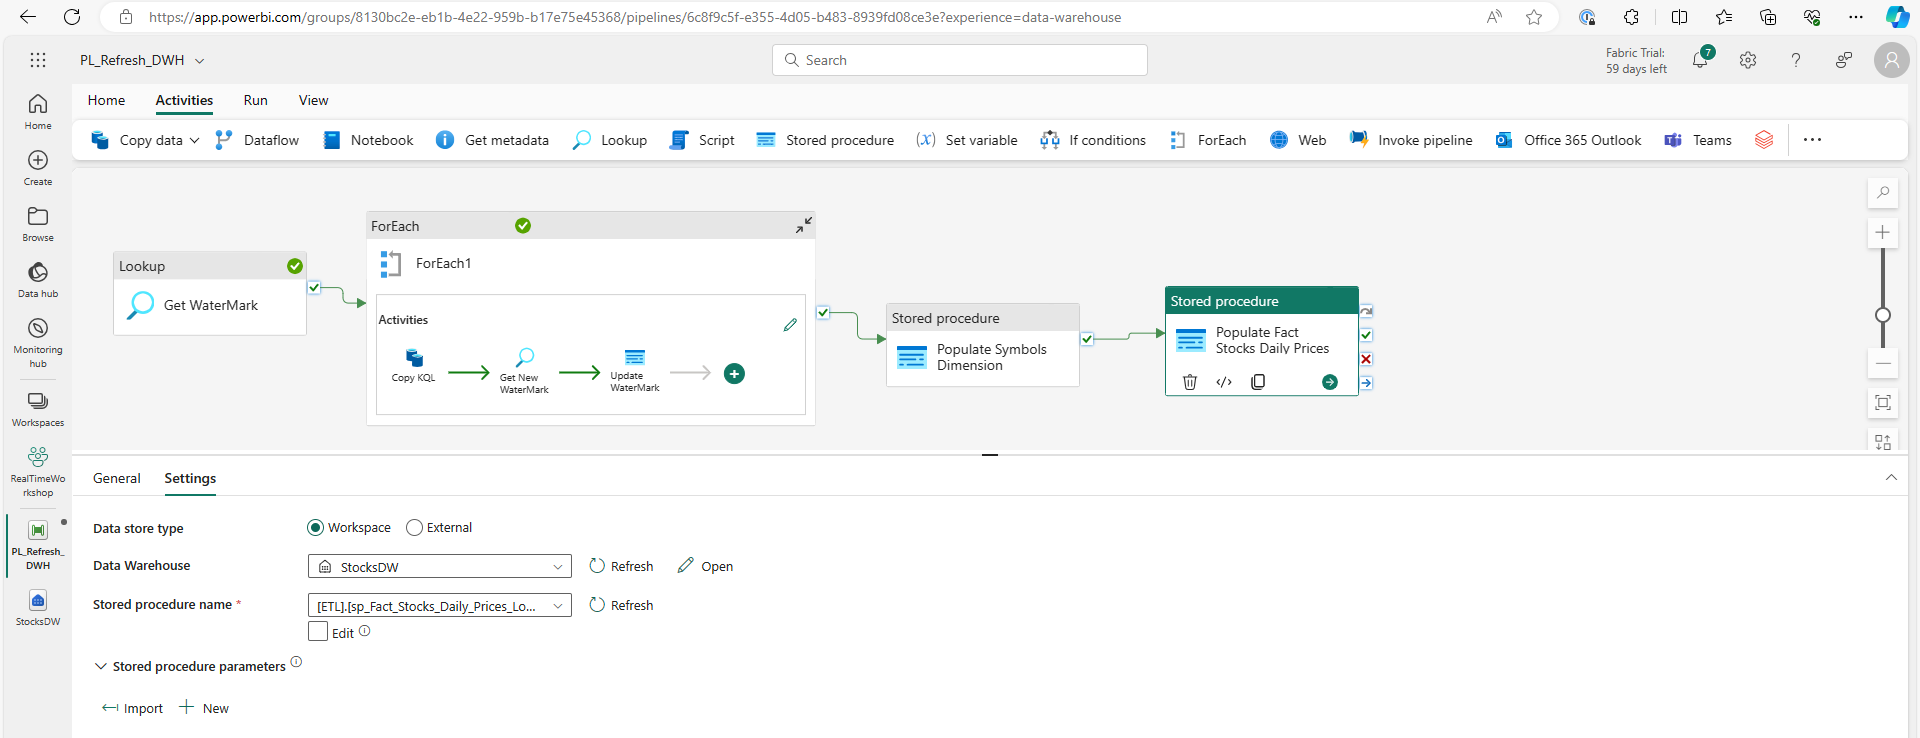 https://app.powerbi.com/groups/8130bc2e-eb1b-4e22-959b-b17e75e45368/pipelines/6c8f9c5f-e355-4d05-b483-8939fd08ce3e?experience=data-warehouse
PL_Refresh_DWH
Search
Fabric Trial:
59 days left
7
Home
Activities
Run
View
Copy data
Dataflow
Notebook
Get metadata
Lookup
Script
Stored procedure
(x) Set variable
If conditions
ForEach
Web
Invoke pipeline
Office 365 Outlook
Teams
Home
Create
Browse
Data hub
Monitoring
hub
Workspaces
RealTimeWo
rkshop
PL_Refresh_
DWH
StocksDW
Lookup
Get WaterMark
ForEach
ForEach1
Activities
Copy KQL
Get New
WaterMark
Update
WaterMark
Stored procedure
Populate Symbols
Dimension
Stored procedure
Populate Fact
Stocks Daily Prices
General
Settings
Data store type
Workspace
External
Data Warehouse
StocksDW
Refresh
Open
Stored procedure name *
[ETL].[sp_Fact_Stocks_Daily_Prices_Lo...
Refresh
Edit
Stored procedure parameters
Import
New